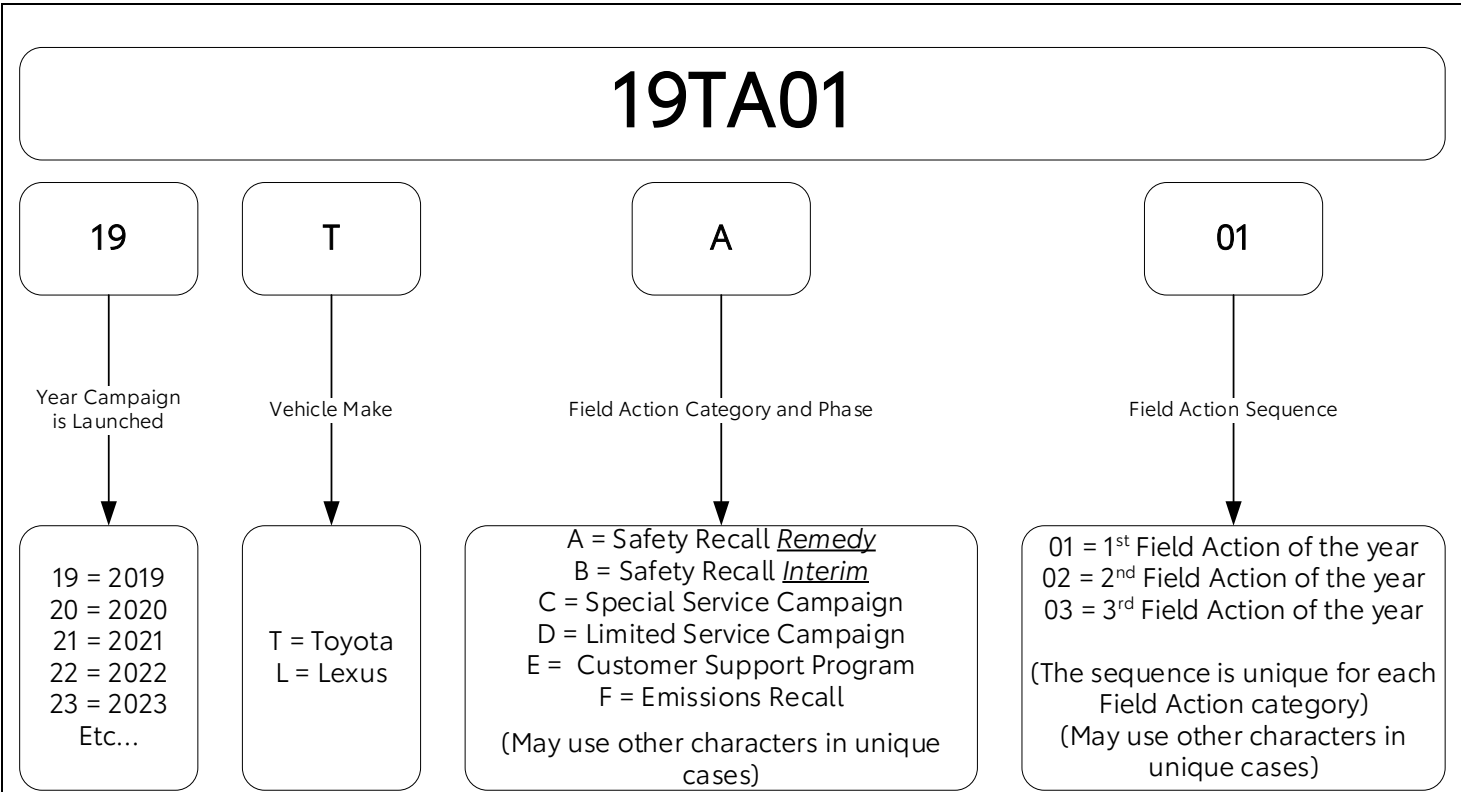 19TA01
19
T
A
01
Year Campaign
is Launched
Vehicle Make
Field Action Category and Phase
Field Action Sequence
19 = 2019
20 = 2020
21 = 2021
22 = 2022
23 = 2023
Etc...
T = Toyota
L = Lexus
A = Safety Recall Remedy
B = Safety Recall Interim
C = Special Service Campaign
D = Limited Service Campaign
E =  Customer Support Program
F = Emissions Recall
(May use other characters in unique
cases)
01 = 1st Field Action of the year
02 = 2nd Field Action of the year
03 = 3rd Field Action of the year
(The sequence is unique for each
Field Action category)
(May use other characters in
unique cases)